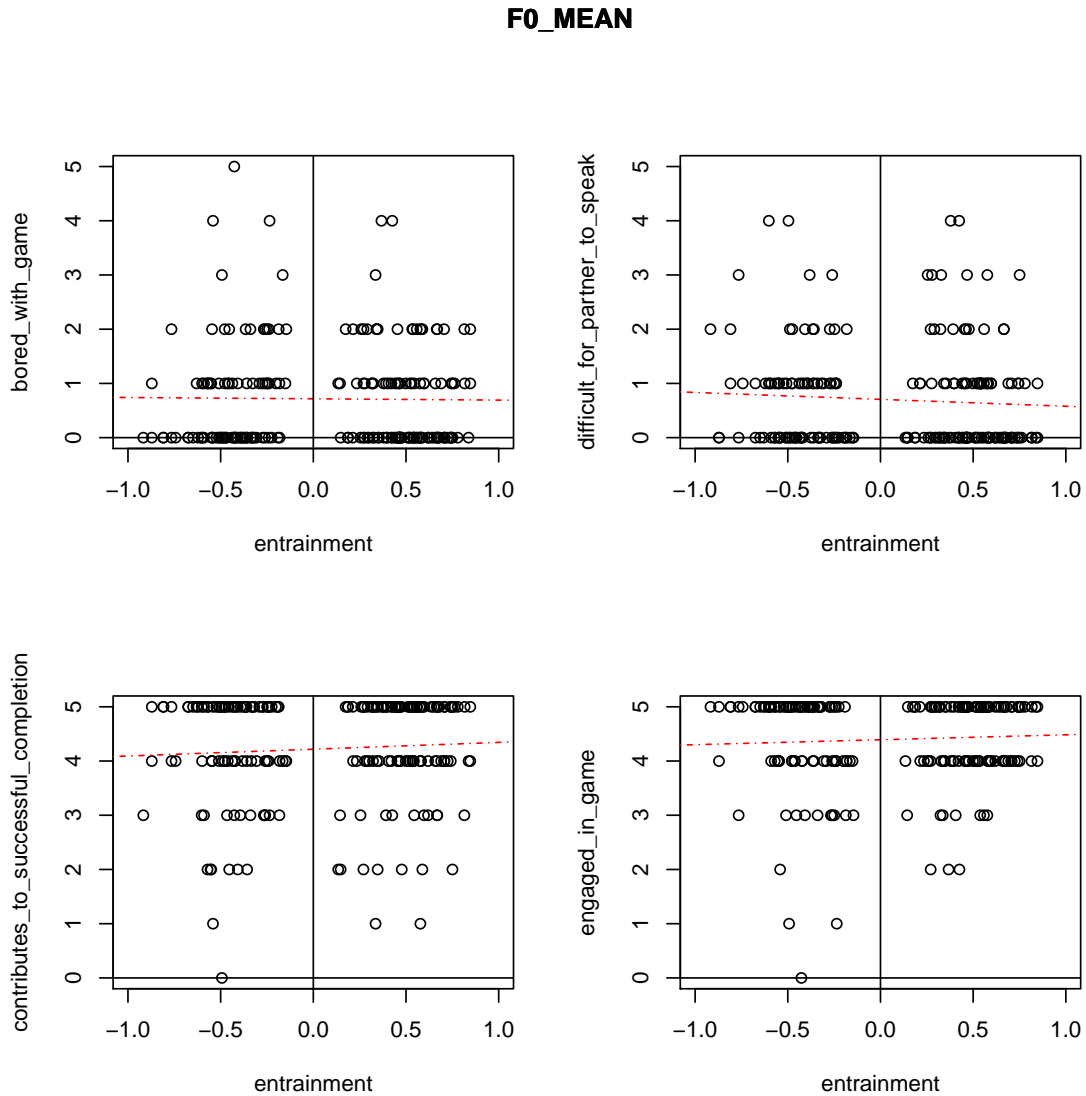 F0_MEAN
bored_with_game
5
4
3
2
1
0
−1.0 −0.5 0.0 0.5 1.0
entrainment
difficult_for_partner_to_speak
5
4
3
2
1
0
−1.0 −0.5 0.0 0.5 1.0
entrainment
contributes_to_successful_completion
5
4
3
2
1
0
−1.0 −0.5 0.0 0.5 1.0
entrainment
engaged_in_game
5
4
3
2
1
0
−1.0 −0.5 0.0 0.5 1.0
entrainment